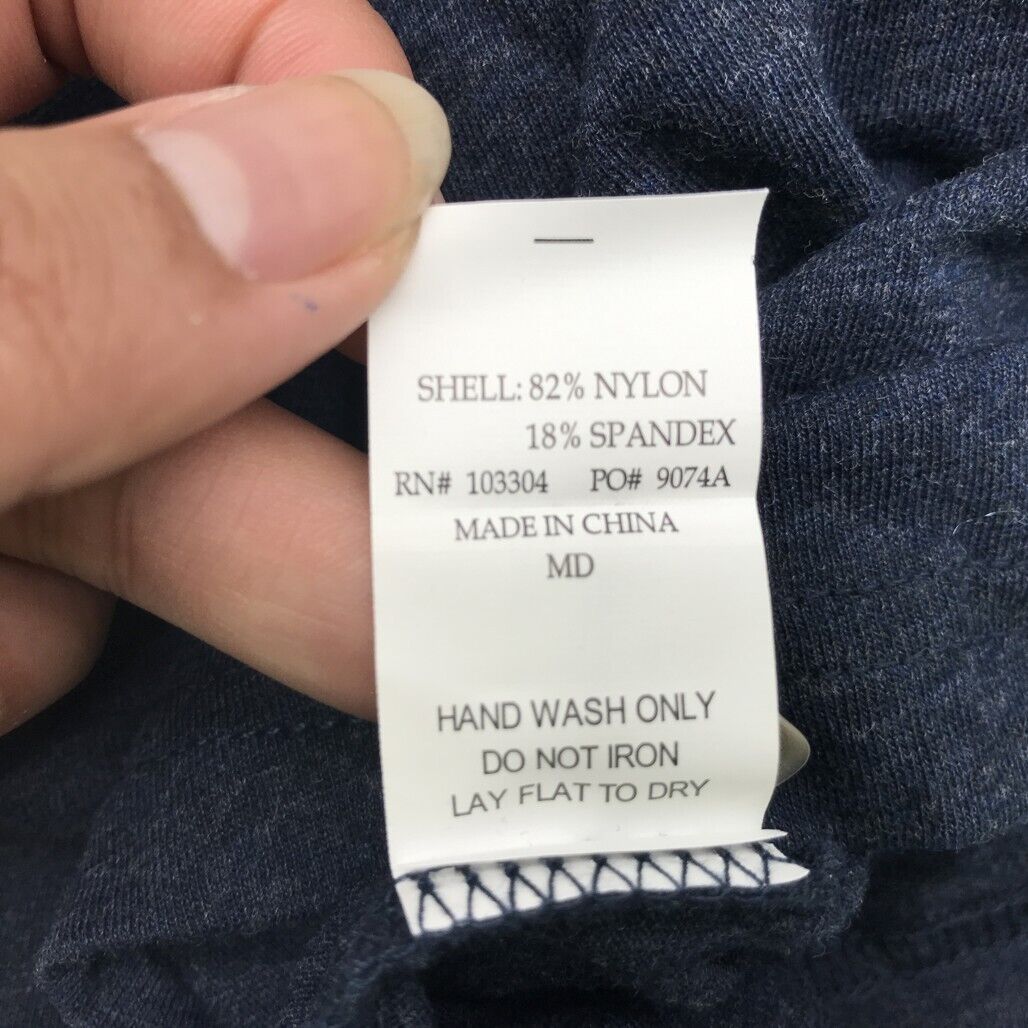 SHELL: 82% NYLON
18% SPANDEX
RN# 103304 PO# 9074A
MADE IN CHINA
MD
HAND WASH ONLY
DO NOT IRON
LAY FLAT TO DRY